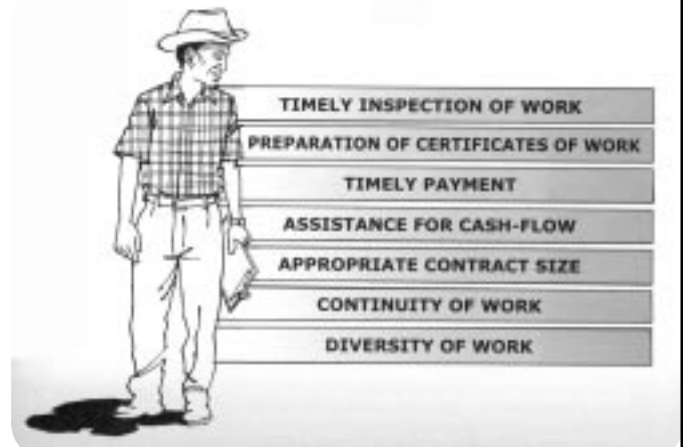 TIMELY INSPECTION OF WORK
PREPARATION OF CERTIFICATES OF WORK
TIMELY PAYMENT
ASSISTANCE FOR CASH-FLOW
APPROPRIATE CONTRACT SIZE
CONTINUITY OF WORK
DIVERSITY OF WORK